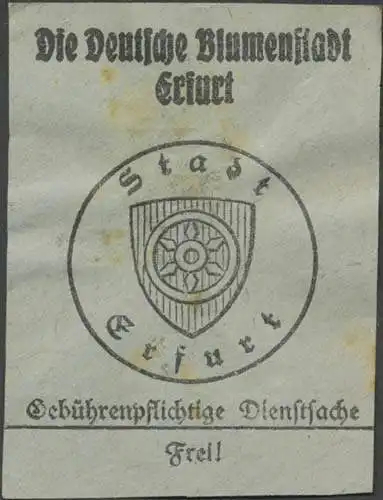 Die Deutſche Blumenſtadt
Erfurt
Stadt
Erfurt
Gebührenpflichtige Dienſtſache
Frei!